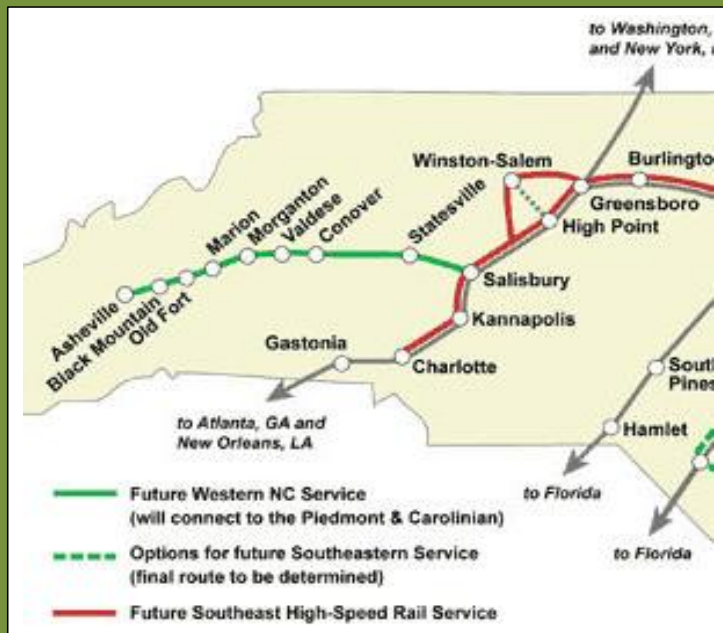 to Washington,
and New York,
Winston-Salem
Burlingto
Greensboro
High Point
Statesville
Conover
Valdese
Morganton
Marion
Old Fort
Black Mountain
Asheville
Salisbury
Kannapolis
Charlotte
Gastonia
to Atlanta, GA and
New Orleans, LA
South
Pines
Hamlet
to Florida
to Florida
Future Western NC Service
(will connect to the Piedmont & Carolinian)
Options for future Southeastern Service
(final route to be determined)
Future Southeast High-Speed Rail Service